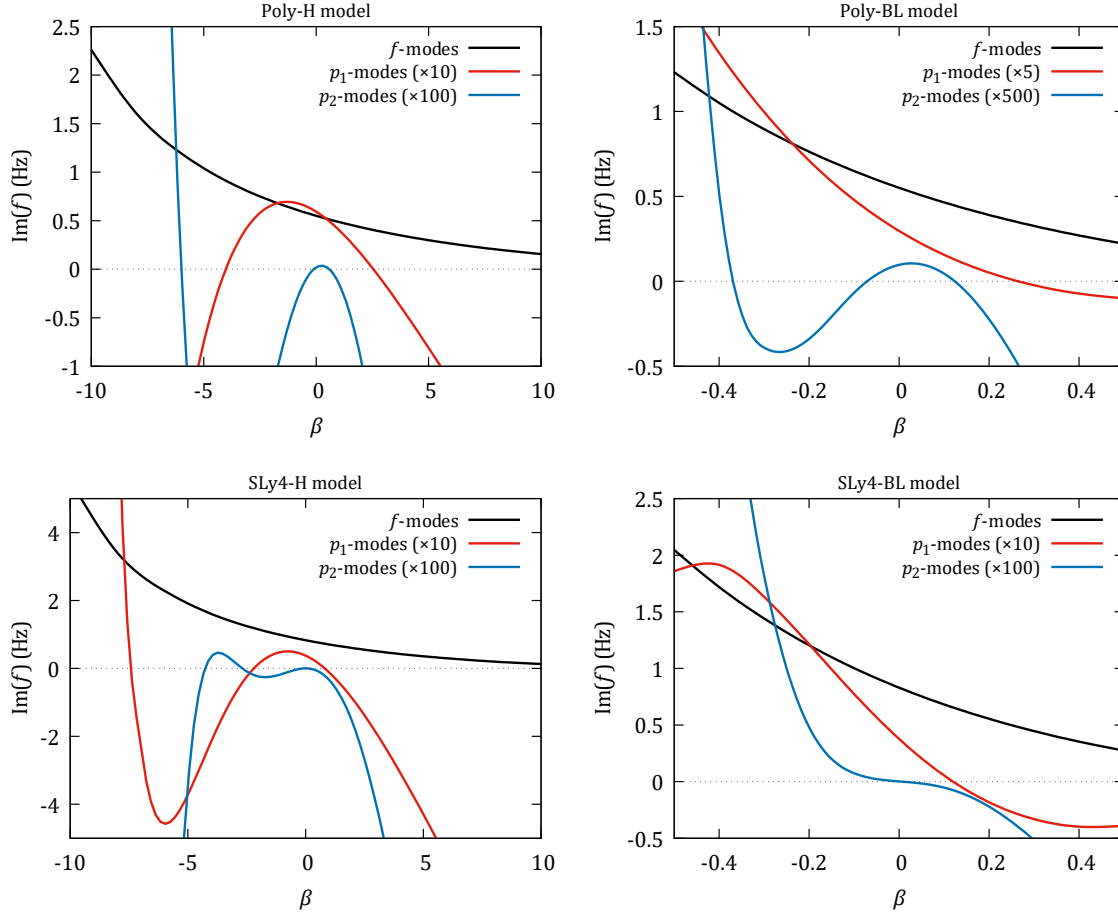 Poly-H model
2.5
2
1.5
1
0.5
0
-0.5
-1
Im(f) (Hz)
f-modes
p₁-modes (×10)
p₂-modes (×100)
-10
-5
0
5
10
β
Poly-BL model
1.5
1
0.5
0
-0.5
Im(f) (Hz)
f-modes
p₁-modes (×5)
p₂-modes (×500)
-0.4
-0.2
0
0.2
0.4
β
SLy4-H model
4
2
0
-2
-4
Im(f) (Hz)
f-modes
p₁-modes (×10)
p₂-modes (×100)
-10
-5
0
5
10
β
SLy4-BL model
2.5
2
1.5
1
0.5
0
-0.5
Im(f) (Hz)
f-modes
p₁-modes (×10)
p₂-modes (×100)
-0.4
-0.2
0
0.2
0.4
β